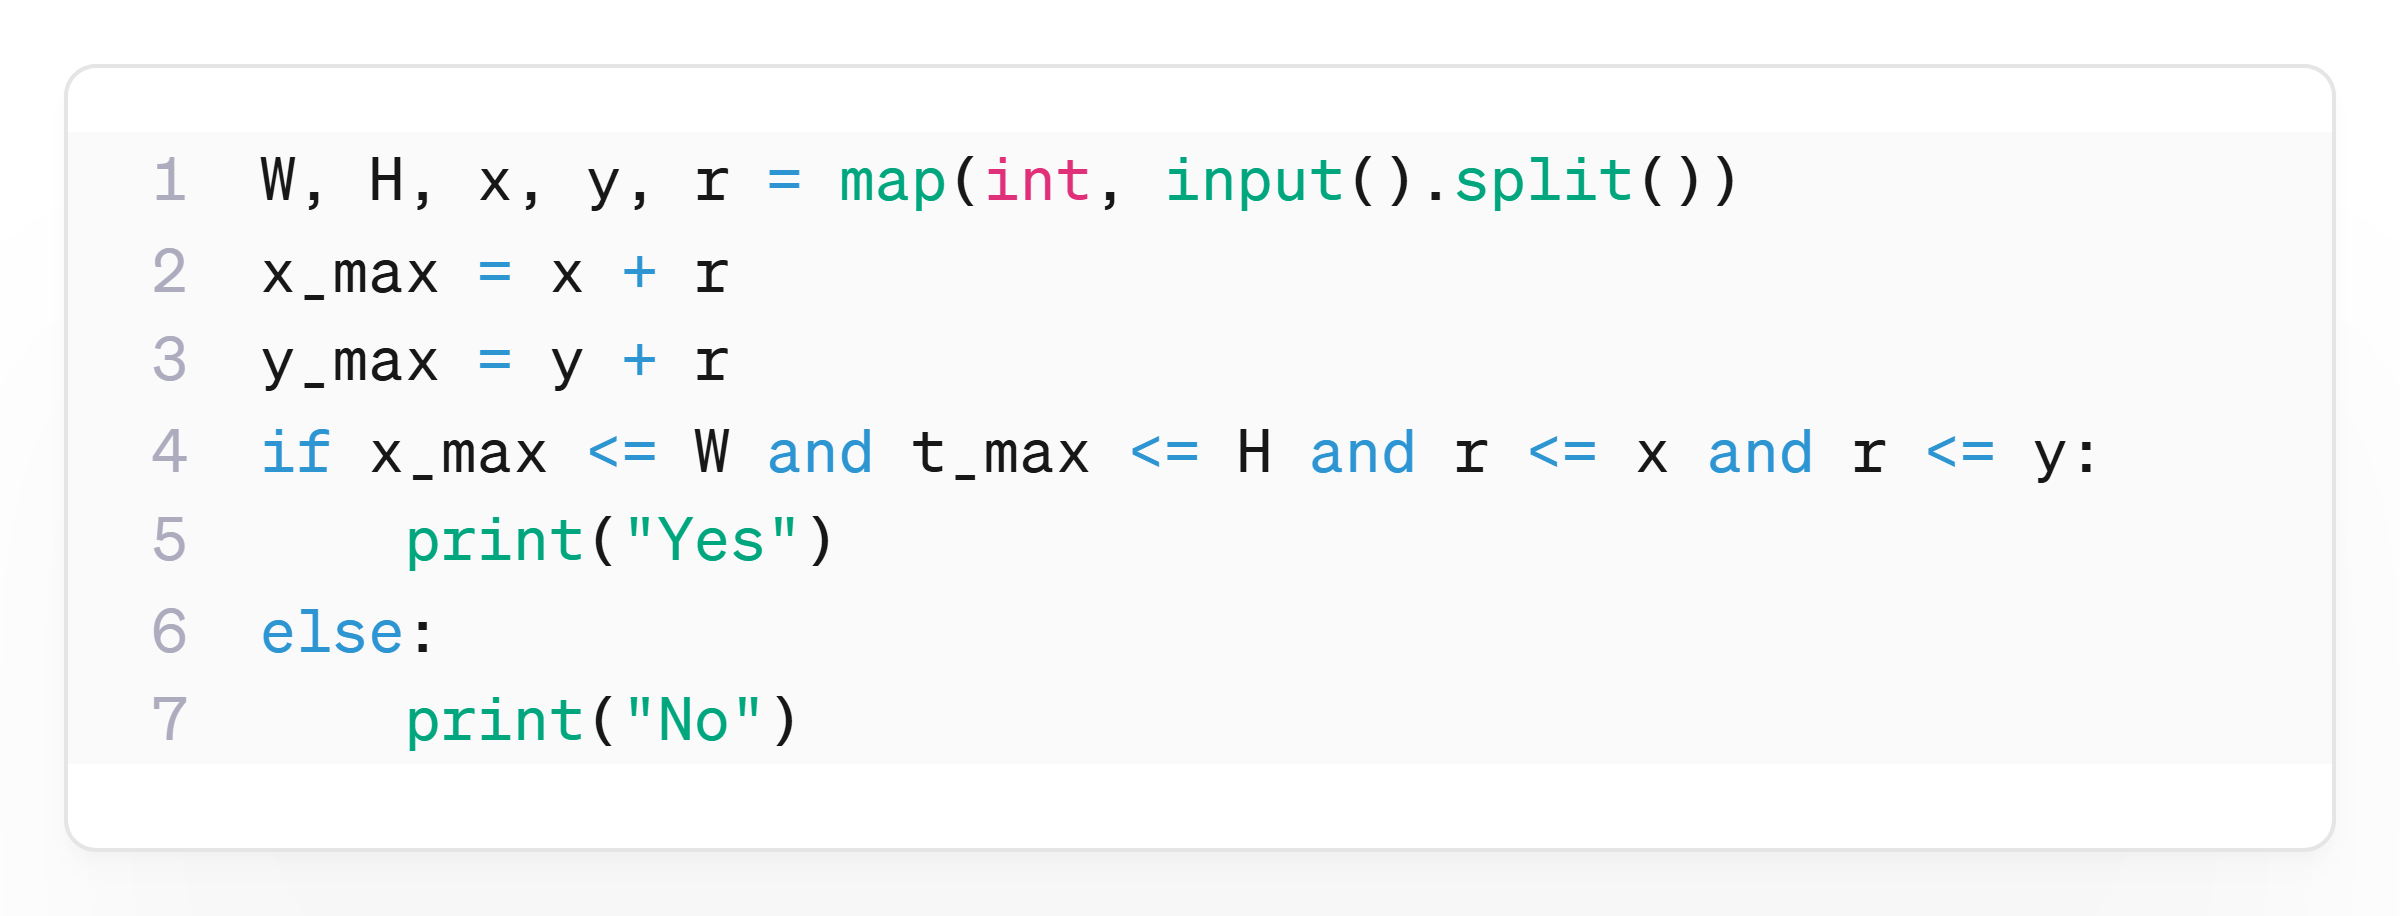 1 W, H, x, y, r = map(int, input().split())
2 x_max = x + r
3 y_max = y + r
4 if x_max <= W and t_max <= H and r <= x and r <= y:
5     print("Yes")
6 else:
7     print("No")